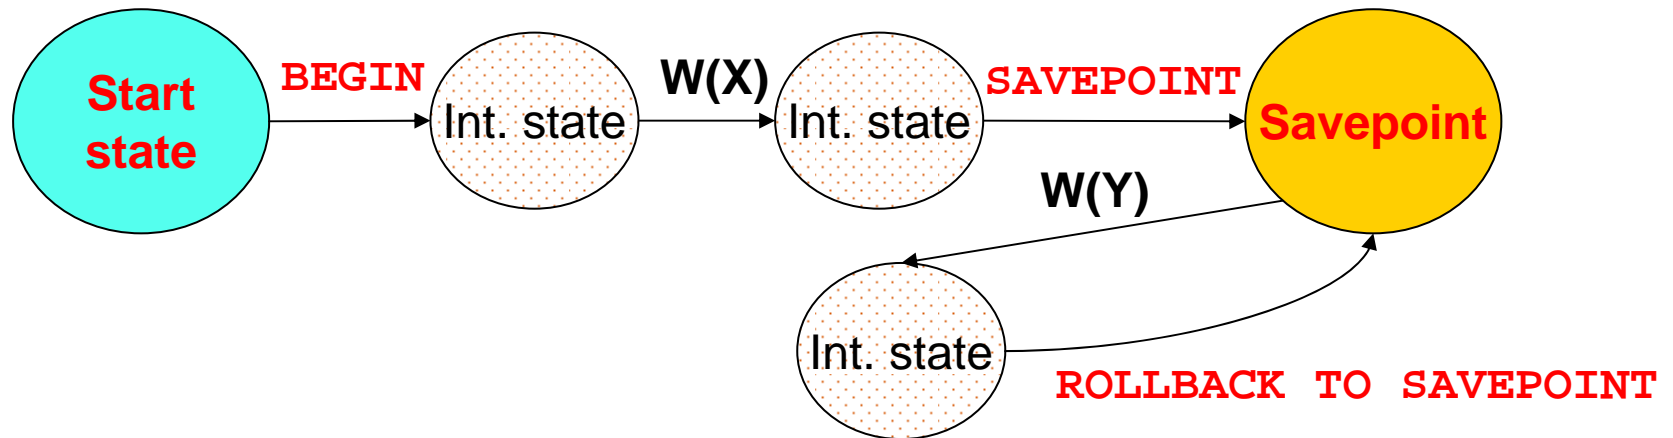 Start
state
BEGIN
Int. state
W(X)
Int. state
SAVEPOINT
Savepoint
W(Y)
Int. state
ROLLBACK TO SAVEPOINT